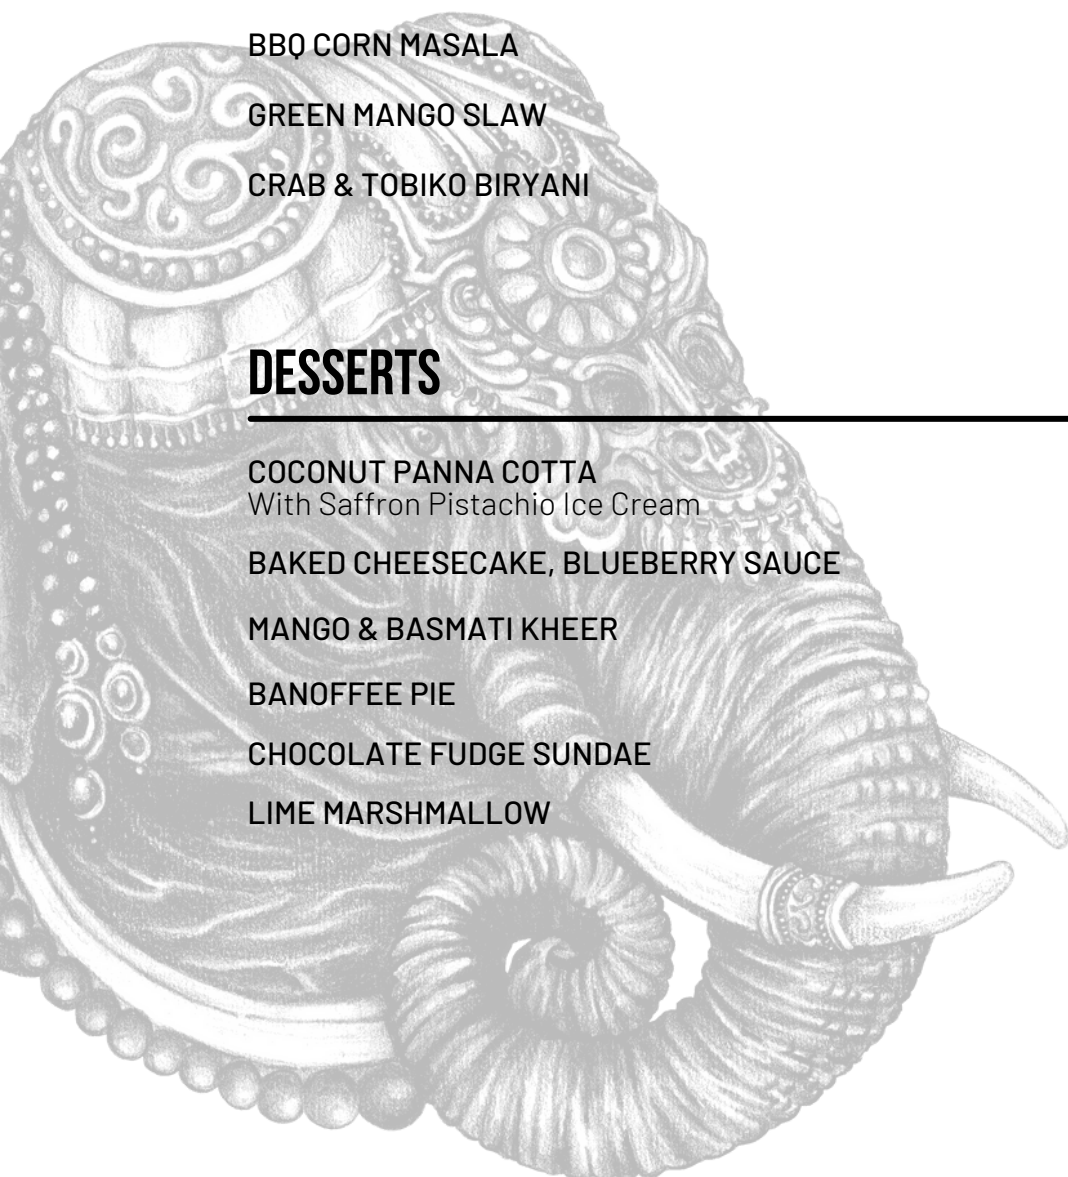 BBQ CORN MASALA
GREEN MANGO SLAW
CRAB & TOBIKO BIRYANI
DESSERTS
COCONUT PANNA COTTA
With Saffron Pistachio Ice Cream
BAKED CHEESECAKE, BLUEBERRY SAUCE
MANGO & BASMATI KHEER
BANOFFEE PIE
CHOCOLATE FUDGE SUNDAE
LIME MARSHMALLOW